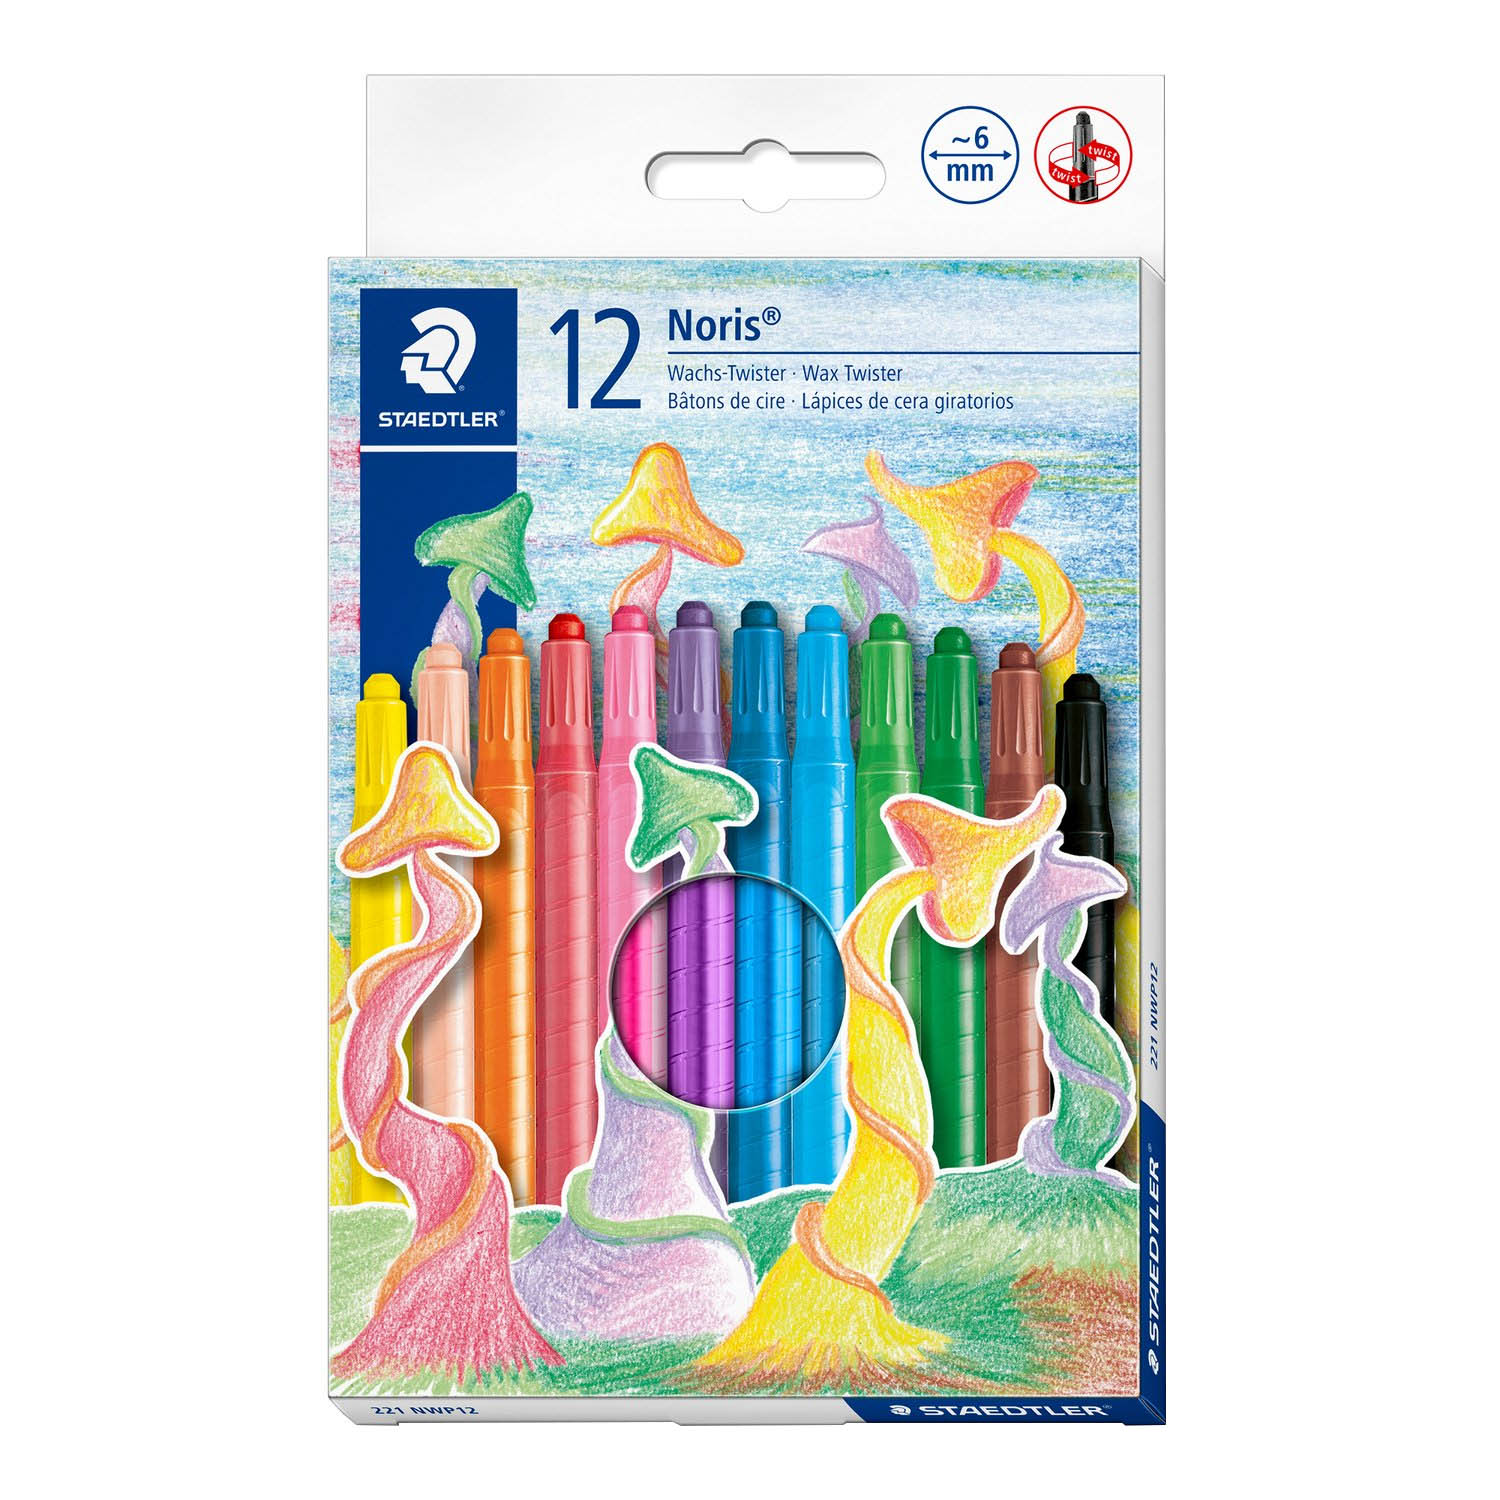 ~6
mm
twist
twist
STAEDTLER®
12
Noris®
Wachs-Twister · Wax Twister
Bâtons de cire · Lápices de cera giratorios
221 NWP12
STAEDTLER®
221 NWP12
STAEDTLER®